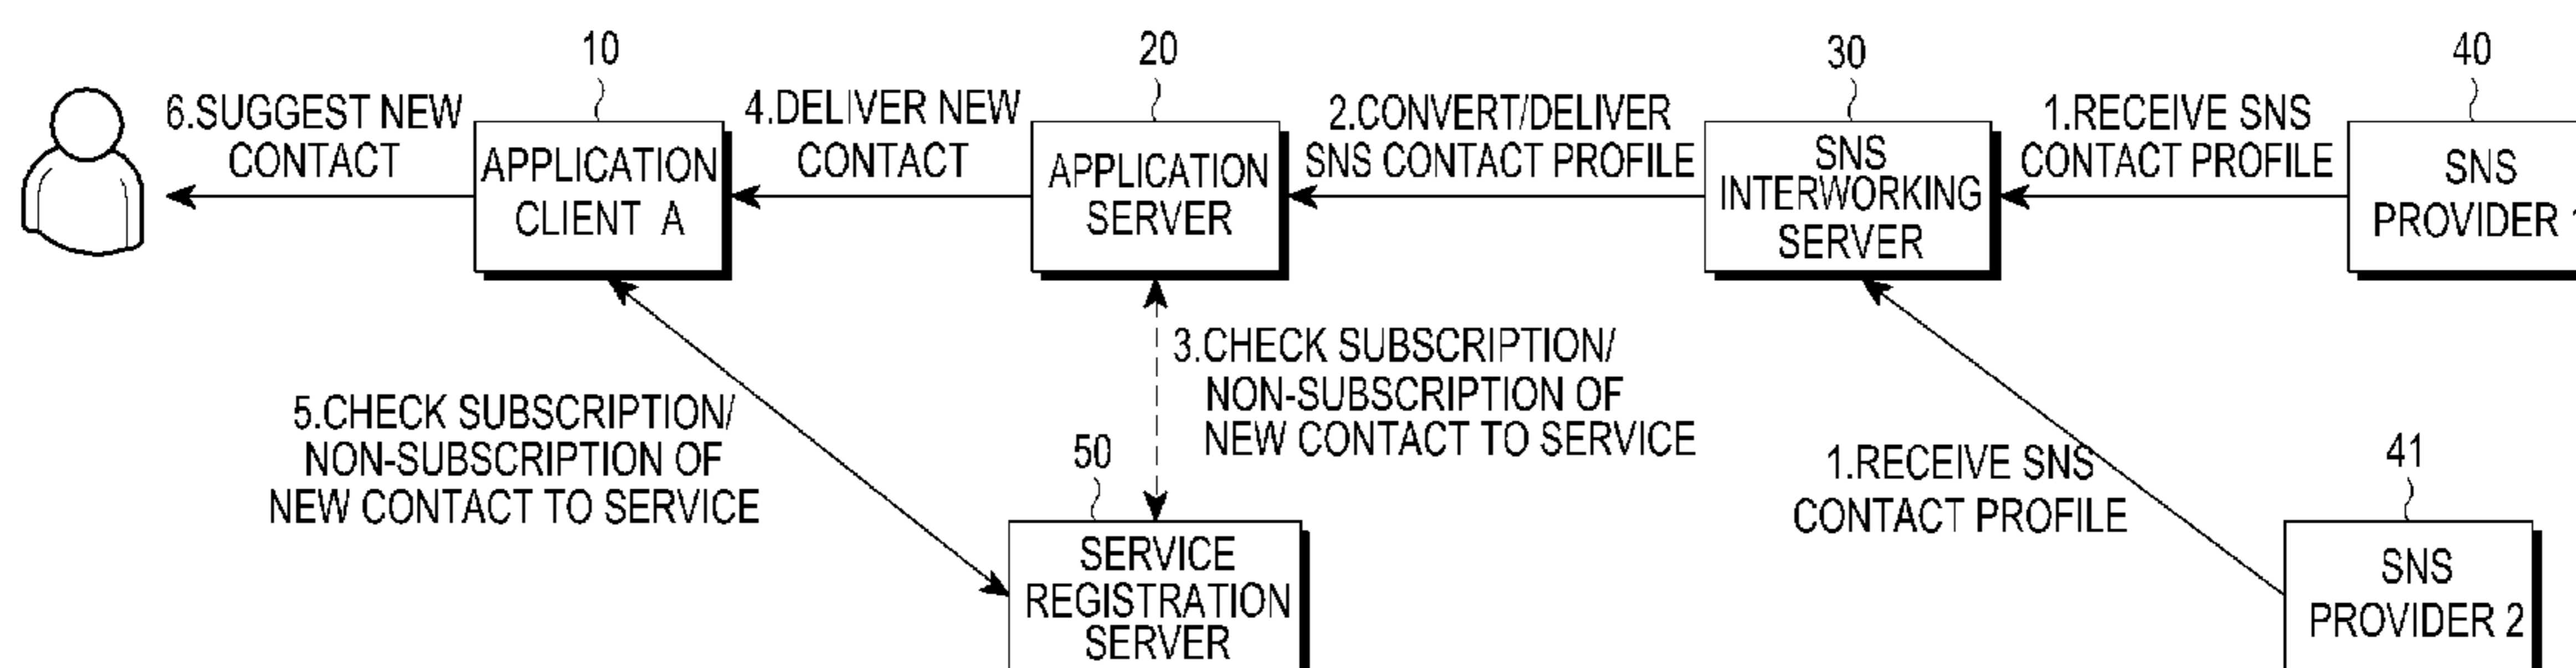 10
20
30
40
6.SUGGEST NEW
CONTACT
4.DELIVER NEW
CONTACT
2.CONVERT/DELIVER
SNS CONTACT PROFILE
1.RECEIVE SNS
CONTACT PROFILE
APPLICATION
CLIENT A
APPLICATION
SERVER
SNS
INTERWORKING
SERVER
SNS
PROVIDER 1
3.CHECK SUBSCRIPTION/
NON-SUBSCRIPTION OF
NEW CONTACT TO SERVICE
5.CHECK SUBSCRIPTION/
NON-SUBSCRIPTION OF
NEW CONTACT TO SERVICE
50
1.RECEIVE SNS
CONTACT PROFILE
41
SERVICE
REGISTRATION
SERVER
SNS
PROVIDER 2